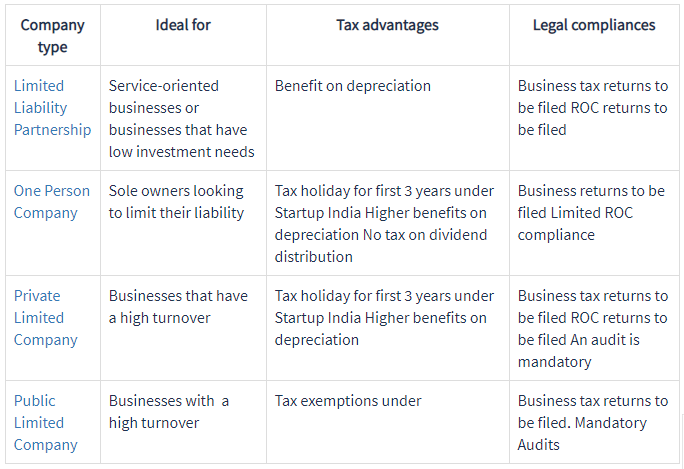 Company type
Ideal for
Tax advantages
Legal compliances
Limited
Liability
Partnership
Service-oriented
businesses or
businesses that have
low investment needs
Benefit on depreciation
Business tax returns to
be filed ROC returns to
be filed
One Person
Company
Sole owners looking
to limit their liability
Tax holiday for first 3 years under
Startup India Higher benefits on
depreciation No tax on dividend
distribution
Business returns to be
filed Limited ROC
compliance
Private
Limited
Company
Businesses that have
a high turnover
Tax holiday for first 3 years under
Startup India Higher benefits on
depreciation
Business tax returns to
be filed ROC returns to
be filed An audit is
mandatory
Public
Limited
Company
Businesses with a
high turnover
Tax exemptions under
Business tax returns to
be filed. Mandatory
Audits